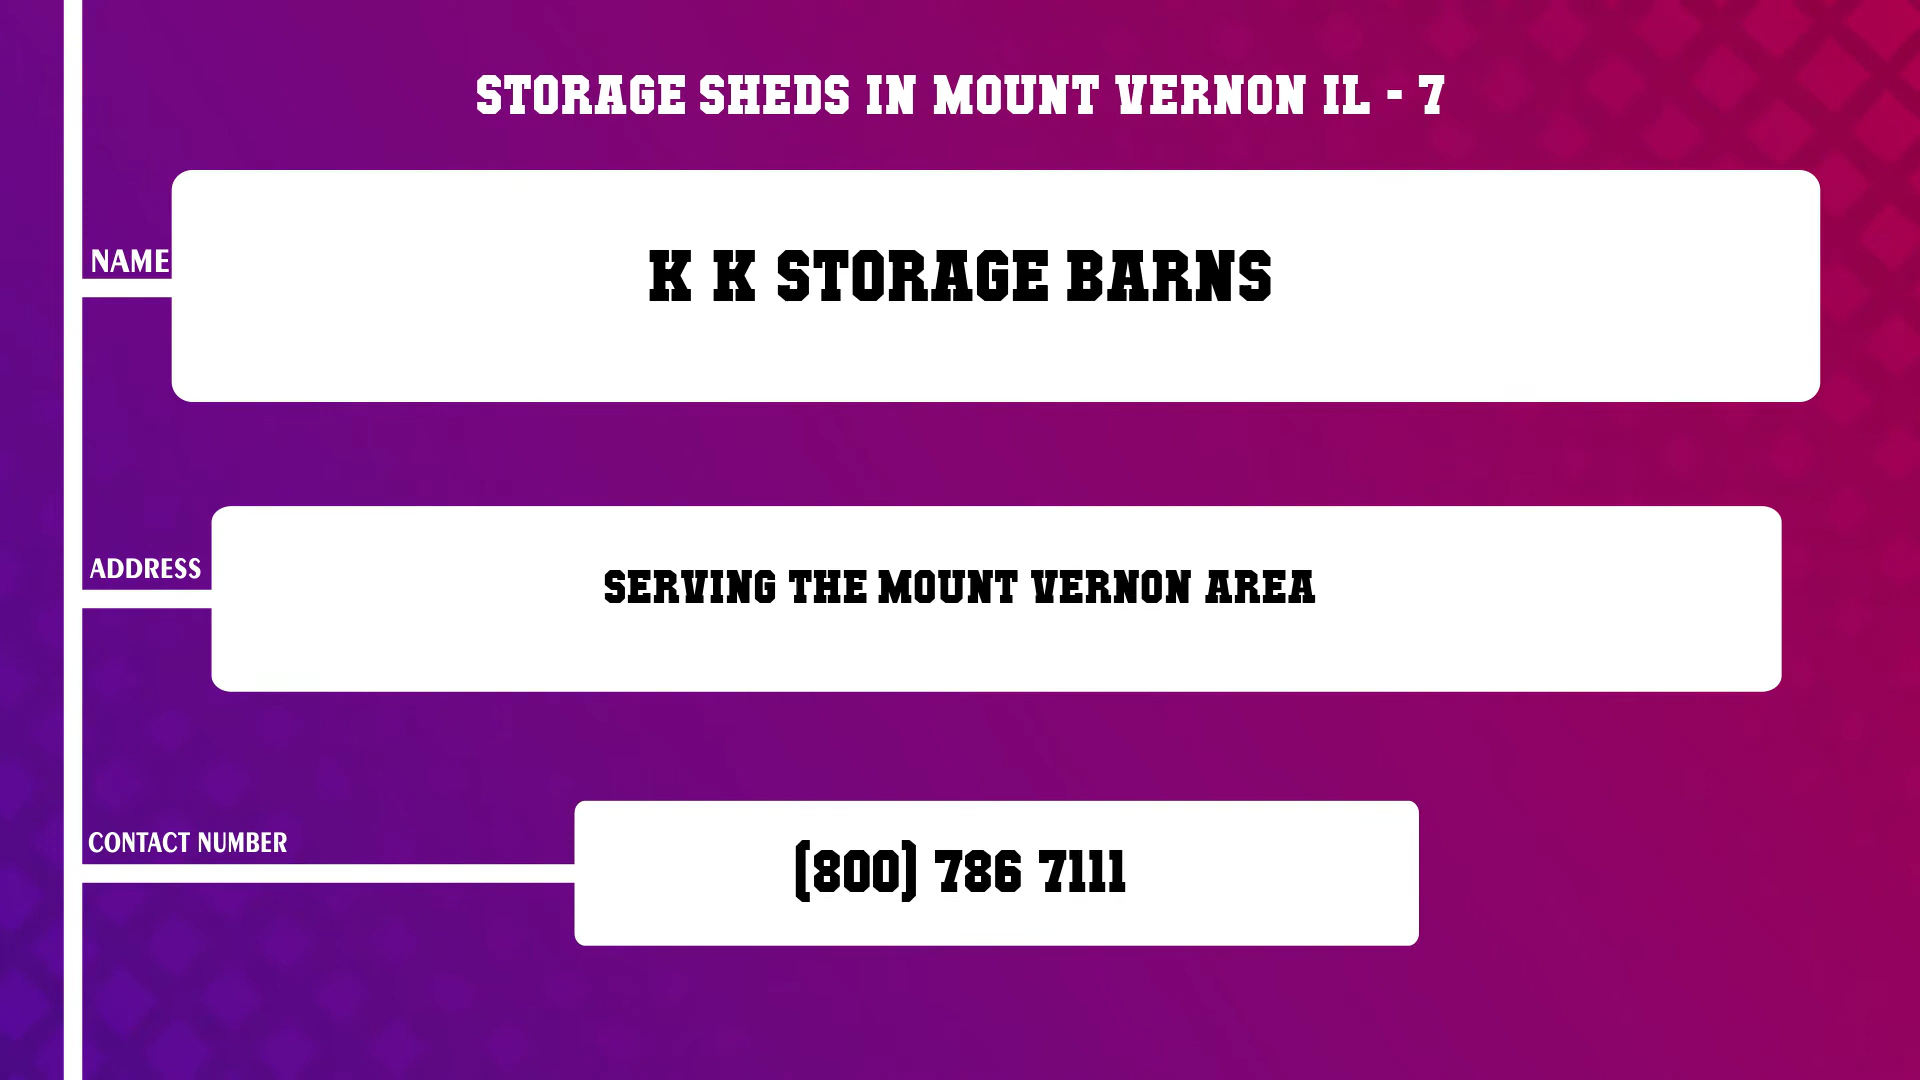 STORAGE SHEDS IN MOUNT VERNON IL - 7
NAME
K K STORAGE BARNS
ADDRESS
SERVING THE MOUNT VERNON AREA
CONTACT NUMBER
(800) 786 7111